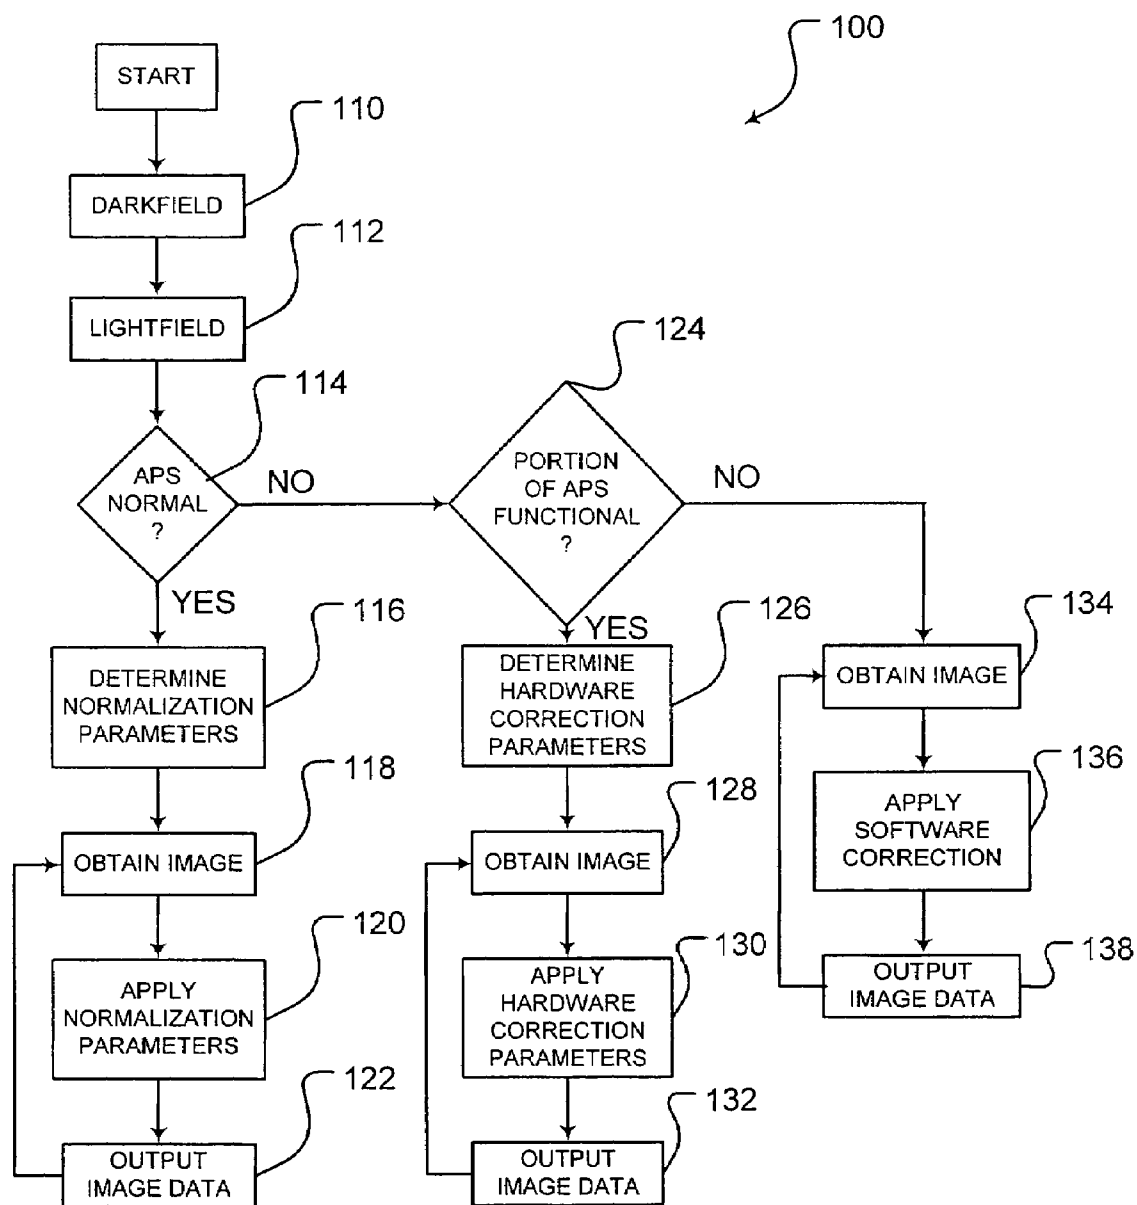 100
START
110
DARKFIELD
112
LIGHTFIELD
114
APS
NORMAL
?
NO
124
PORTION
OF APS
FUNCTIONAL
?
NO
YES
116
DETERMINE
NORMALIZATION
PARAMETERS
118
OBTAIN IMAGE
120
APPLY
NORMALIZATION
PARAMETERS
122
OUTPUT
IMAGE DATA
YES
126
DETERMINE
HARDWARE
CORRECTION
PARAMETERS
128
OBTAIN IMAGE
130
APPLY
HARDWARE
CORRECTION
PARAMETERS
132
OUTPUT
IMAGE DATA
134
OBTAIN IMAGE
136
APPLY
SOFTWARE
CORRECTION
138
OUTPUT
IMAGE DATA